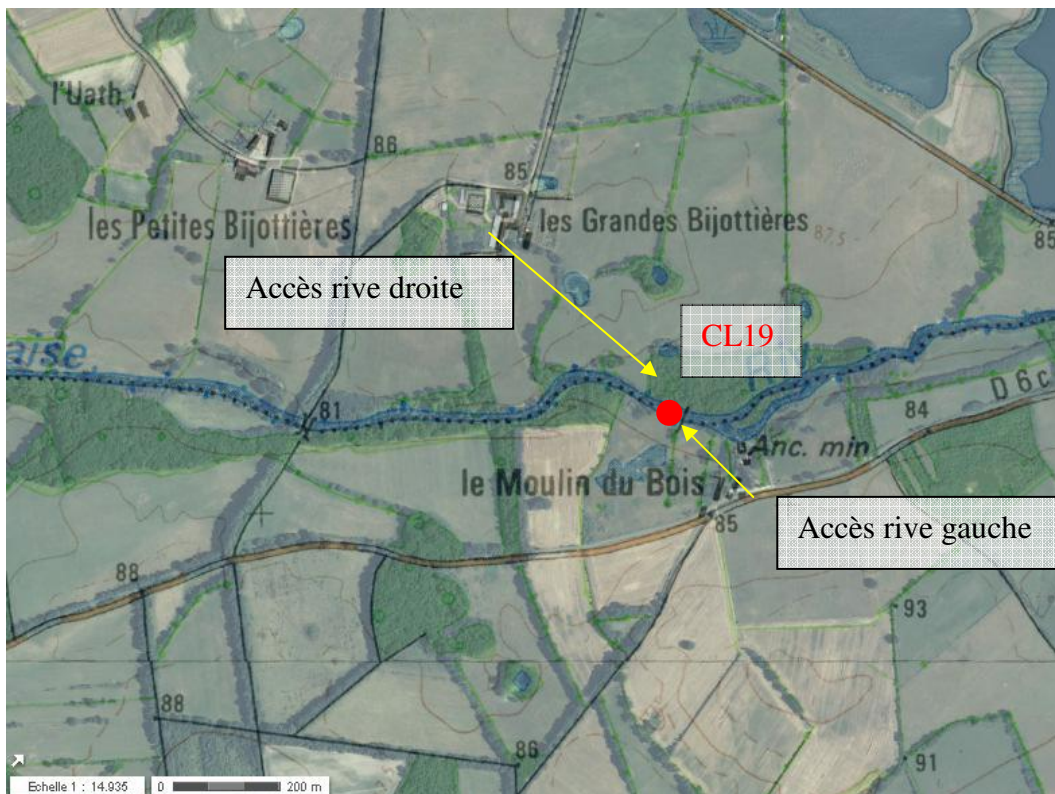 l'Uath
86
85
les Petites Bijottières
les Grandes Bijottières
87.5
85
Accès rive droite
CL19
aise.
81
D 6c
84
Anc. min
le Moulin du Bois
85
Accès rive gauche
88
93
88
86
91
Echelle 1 : 14.935
0 200 m